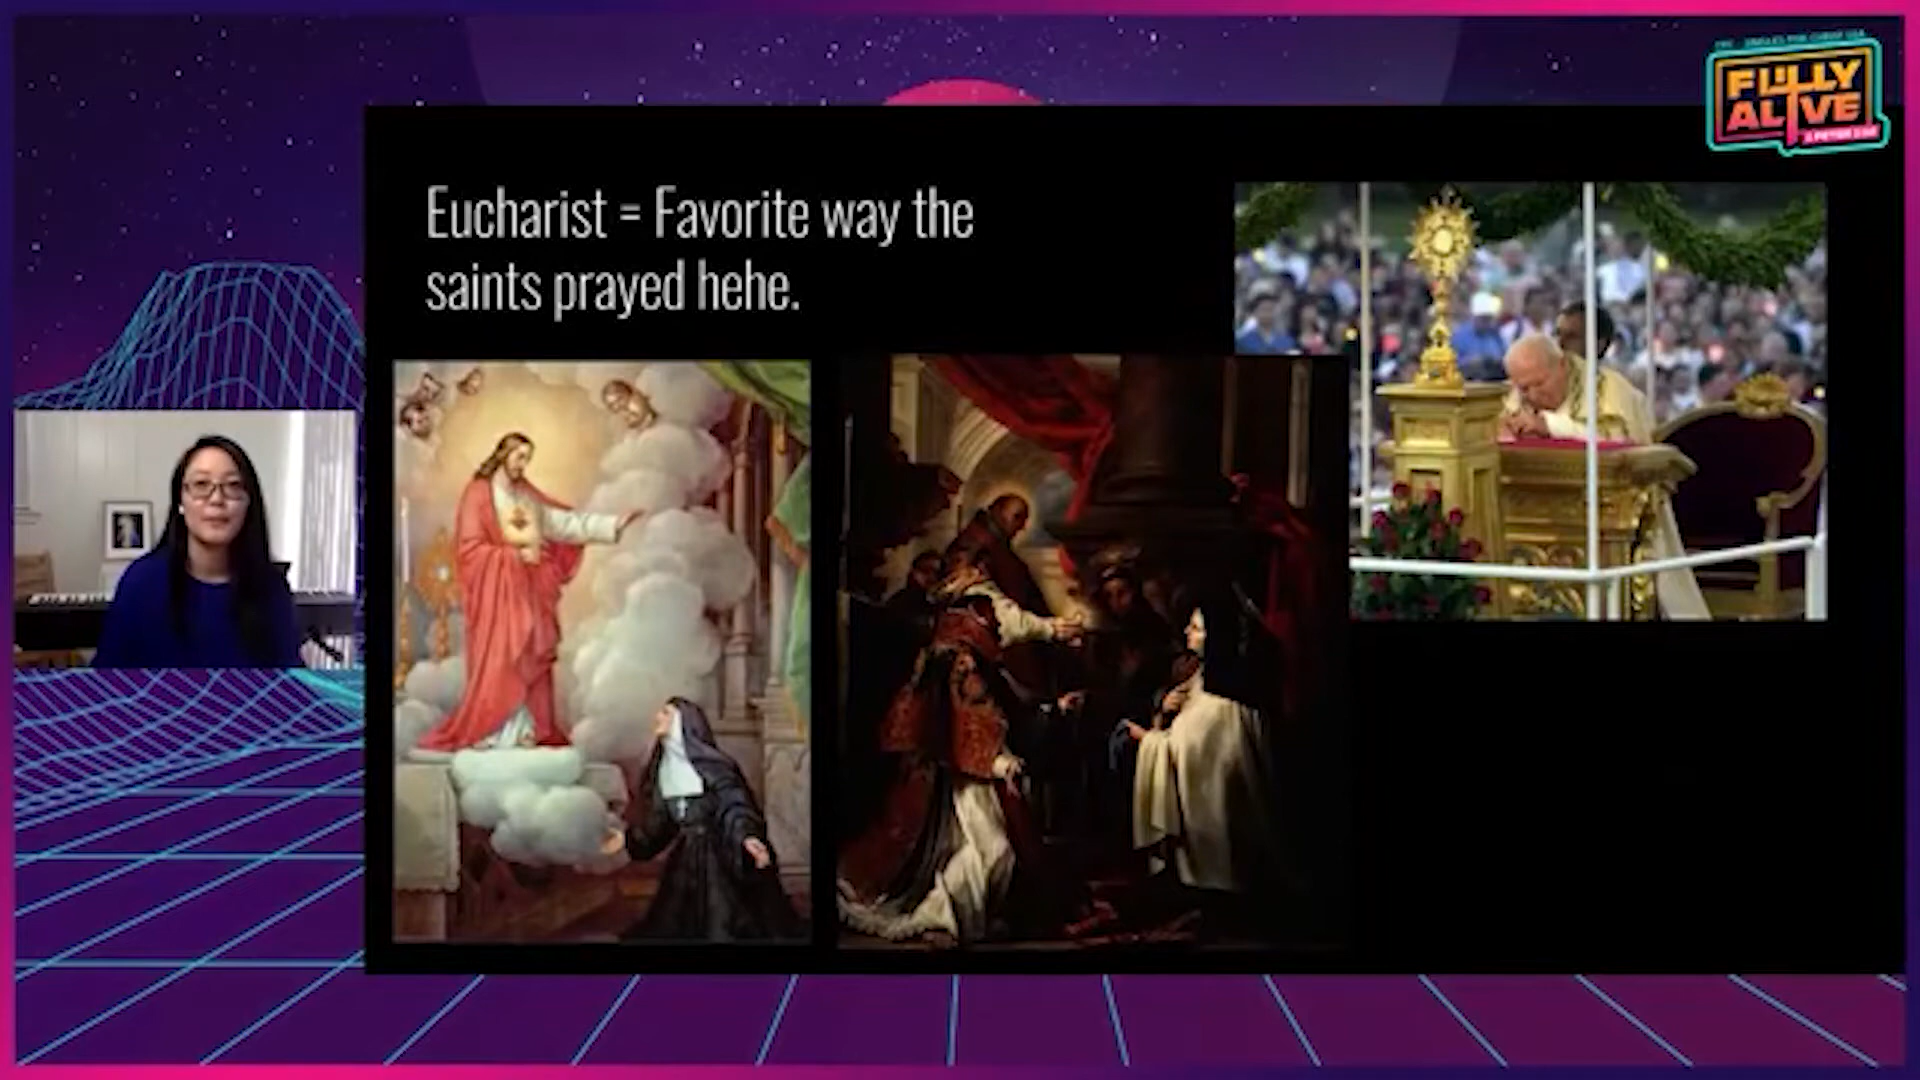 FULLY
ALIVE
Eucharist = Favorite way the
saints prayed hehe.